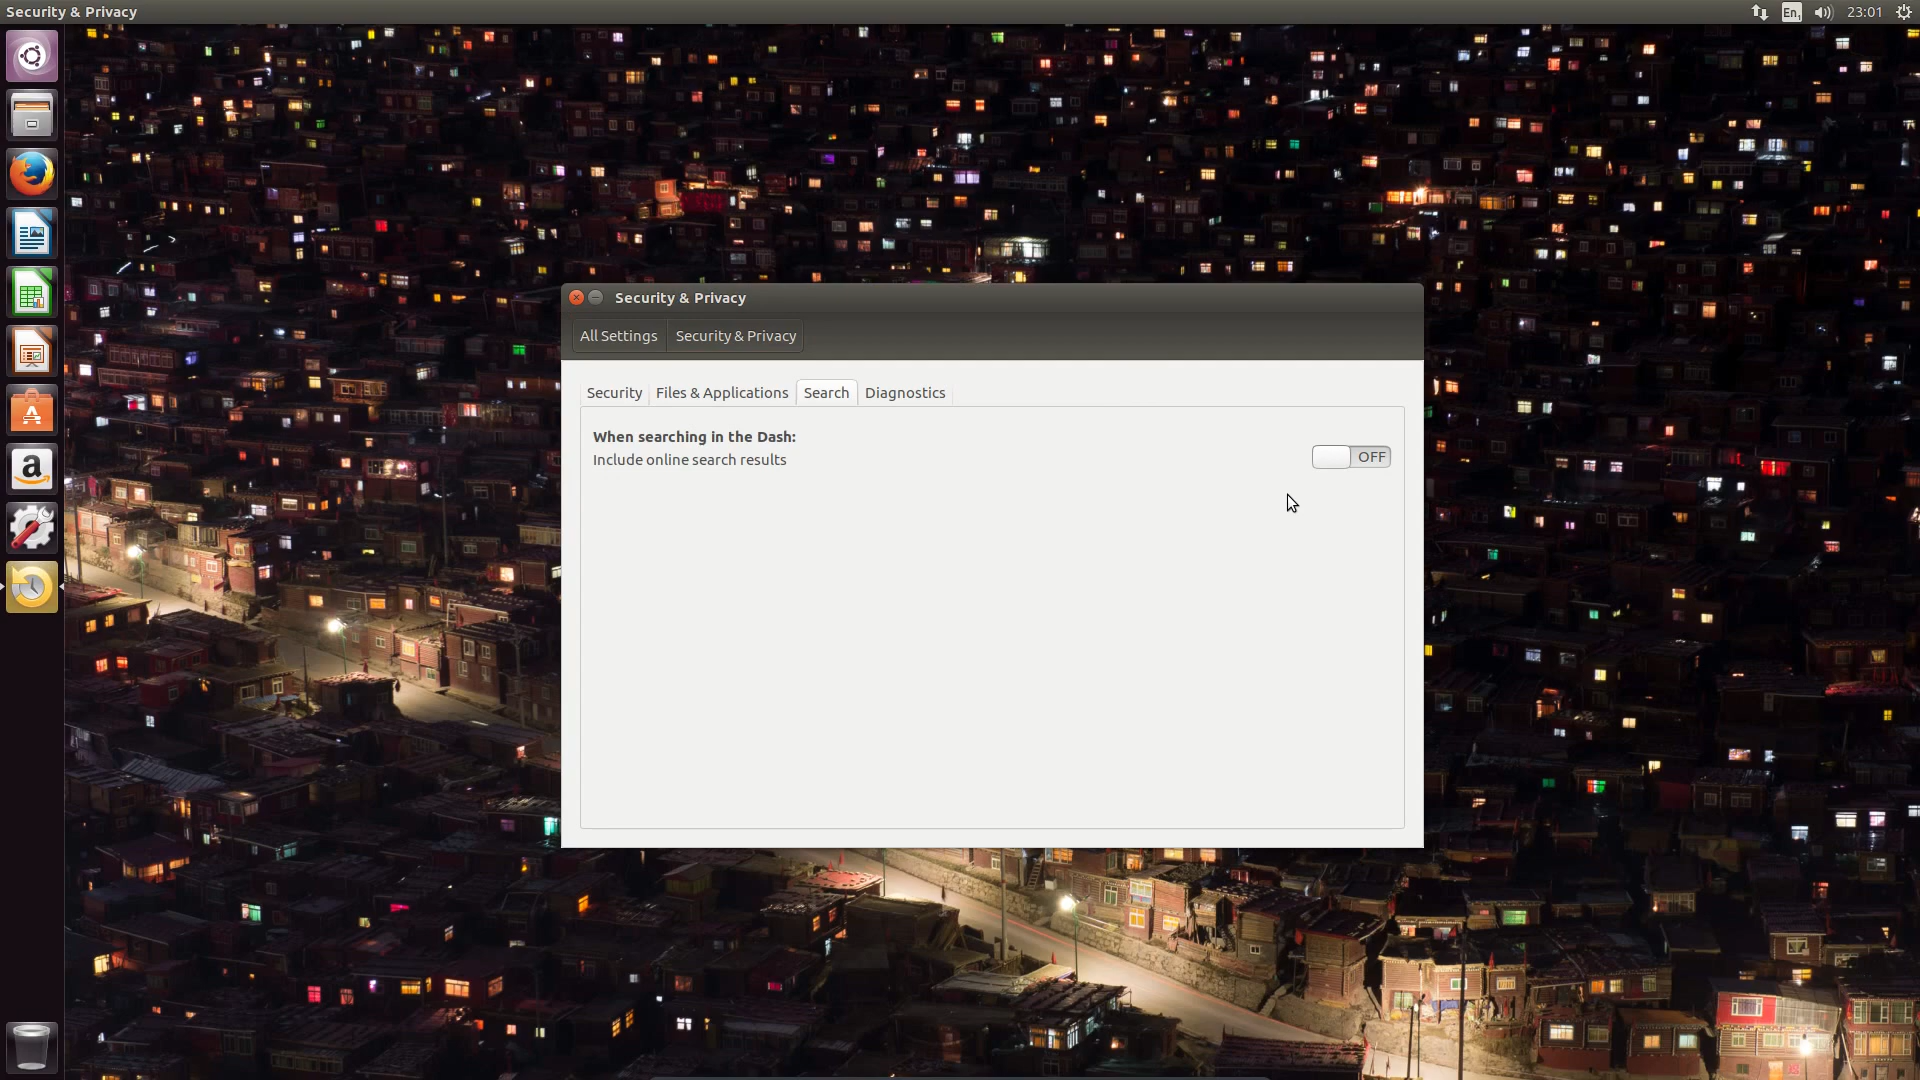 Security & Privacy
En1
23:01
Security & Privacy
All Settings
Security & Privacy
Security
Files & Applications
Search
Diagnostics
When searching in the Dash:
Include online search results
OFF
A
a